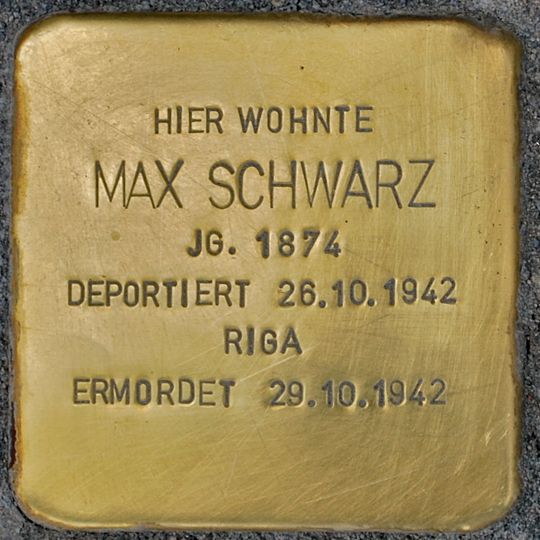 HIER WOHNTE
MAX SCHWARZ
JG. 1874
DEPORTIERT 26.10.1942
RIGA
ERMORDET 29.10.1942